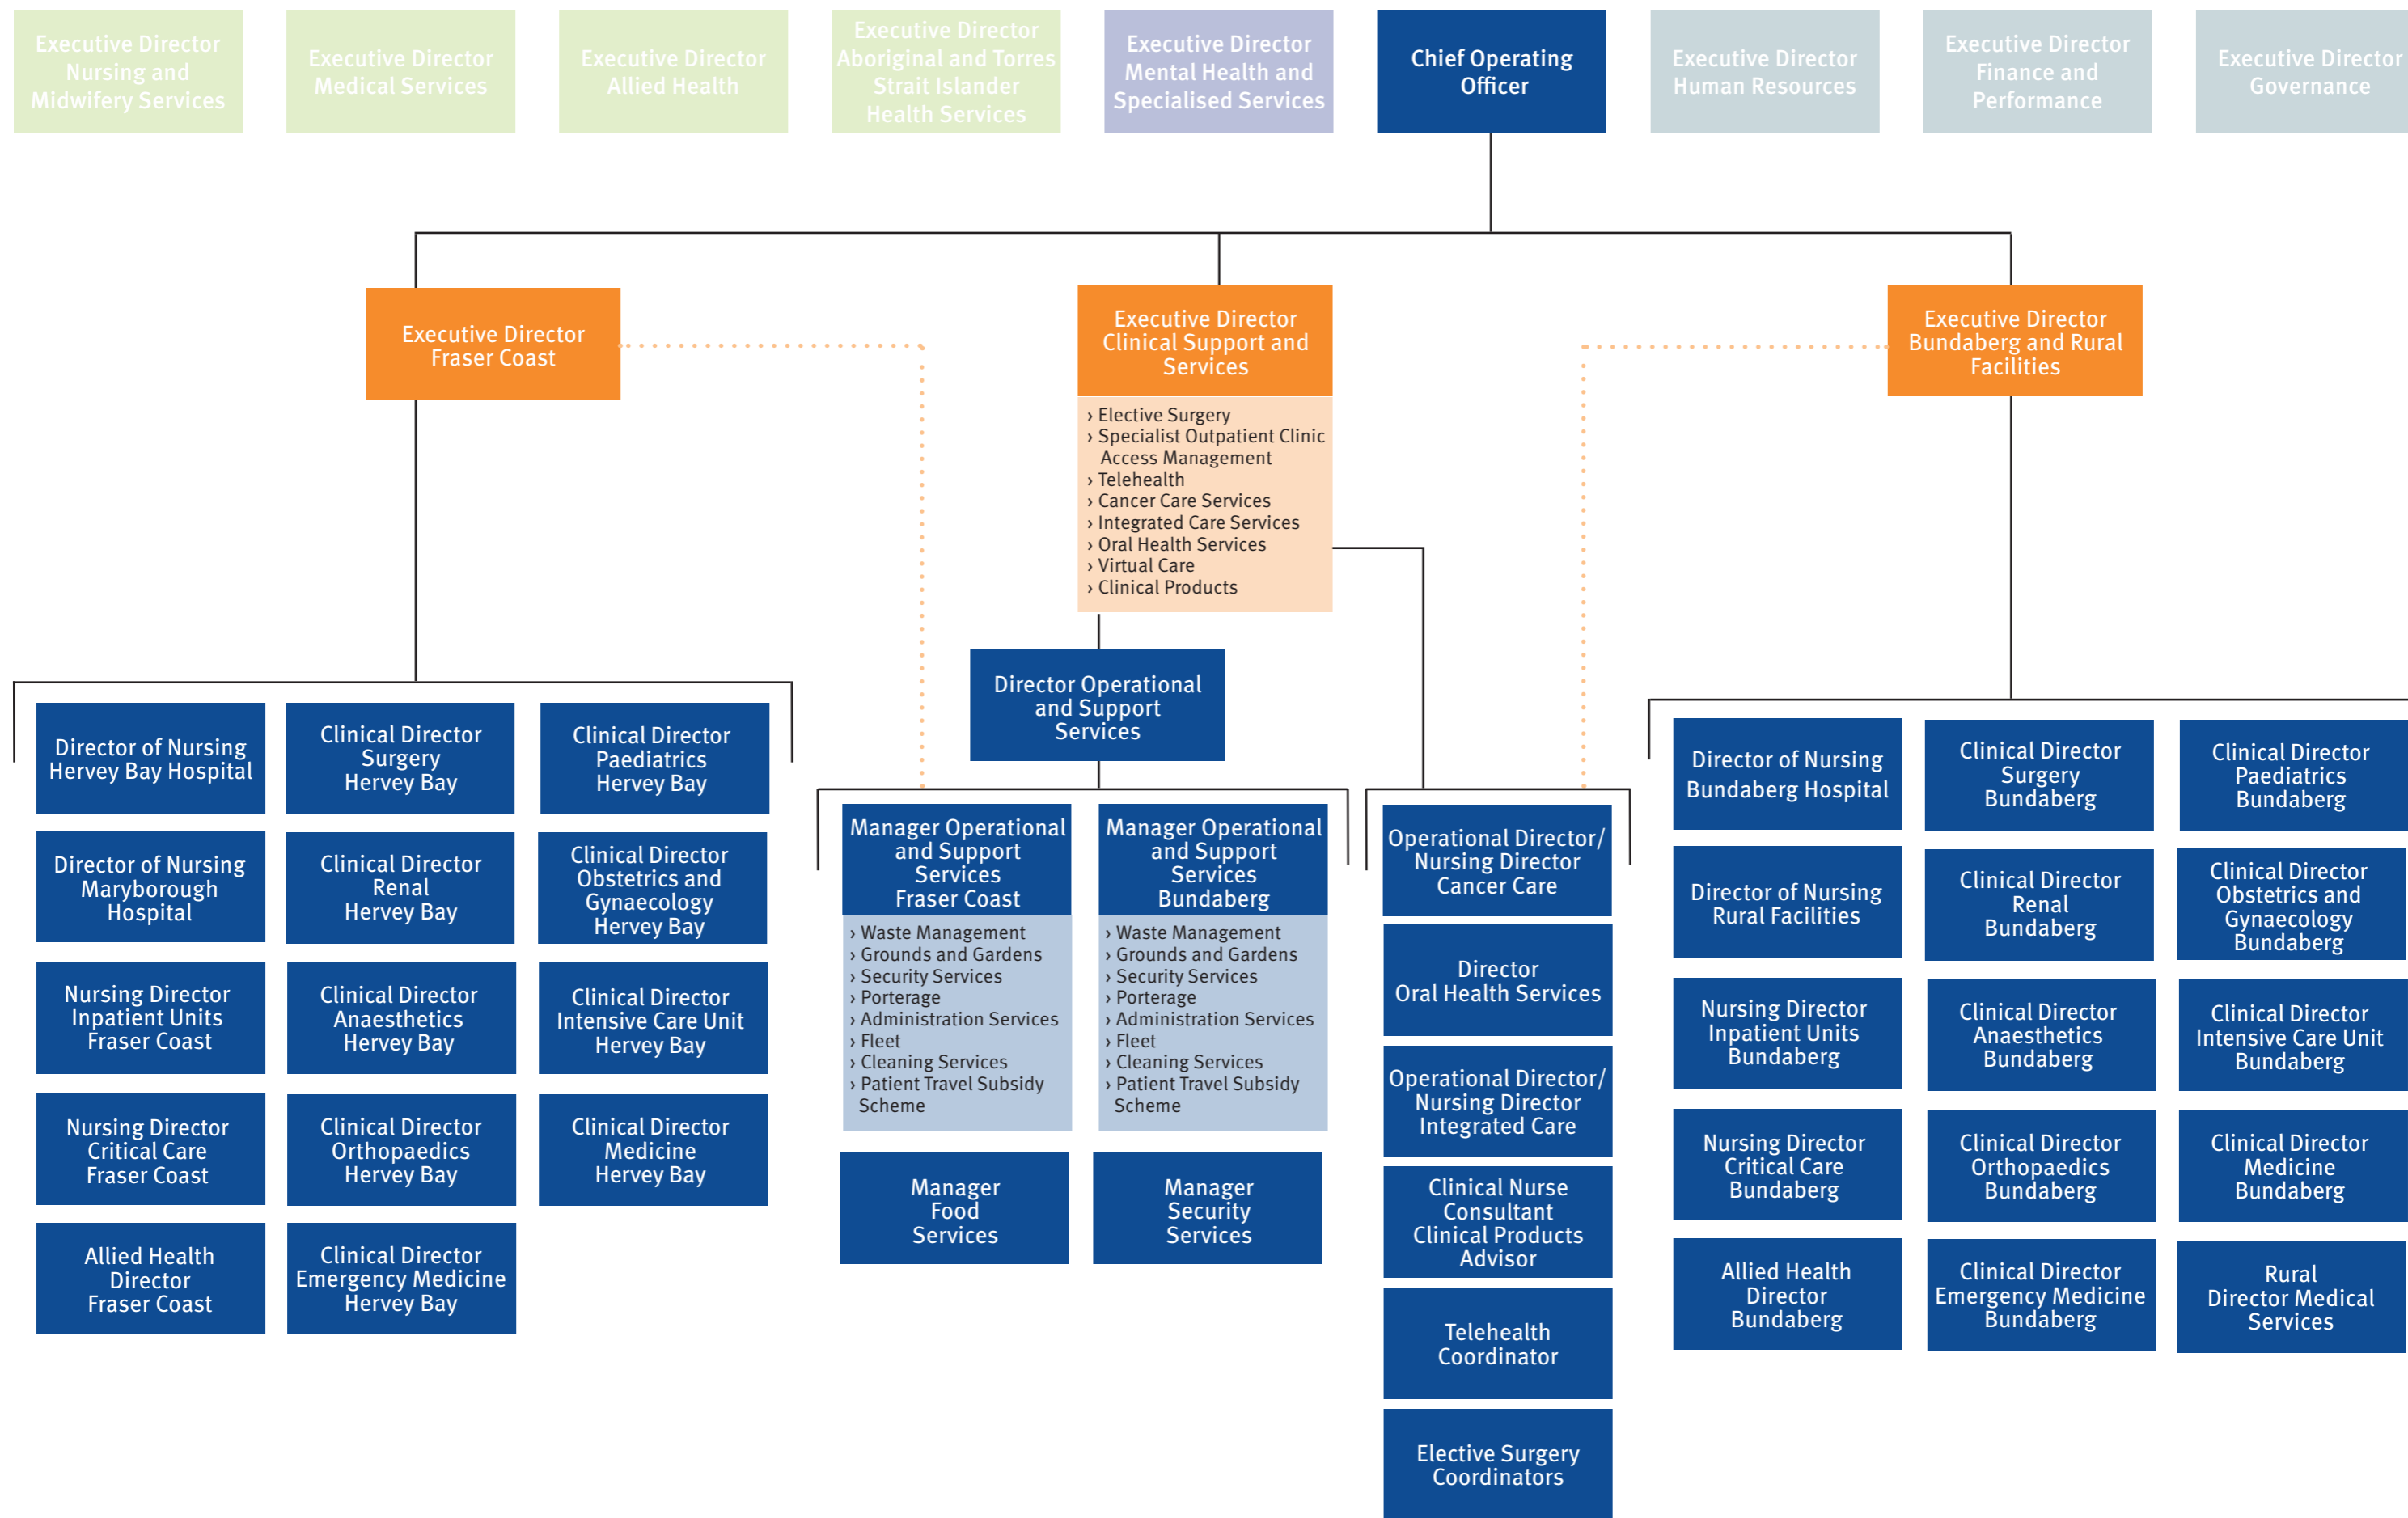 Executive Director
Nursing and
Midwifery Services
Executive Director
Medical Services
Executive Director
Allied Health
Executive Director
Aboriginal and Torres
Strait Islander
Health Services
Executive Director
Mental Health and
Specialised Services
Chief Operating
Officer
Executive Director
Human Resources
Executive Director
Finance and
Performance
Executive Director
Governance
Executive Director
Fraser Coast
Executive Director
Clinical Support and
Services
› Elective Surgery
› Specialist Outpatient Clinic
Access Management
› Telehealth
› Cancer Care Services
› Integrated Care Services
› Oral Health Services
› Virtual Care
› Clinical Products
Executive Director
Bundaberg and Rural
Facilities
Director Operational
and Support
Services
Director of Nursing
Hervey Bay Hospital
Clinical Director
Surgery
Hervey Bay
Clinical Director
Paediatrics
Hervey Bay
Director of Nursing
Maryborough
Hospital
Clinical Director
Renal
Hervey Bay
Clinical Director
Obstetrics and
Gynaecology
Hervey Bay
Nursing Director
Inpatient Units
Fraser Coast
Clinical Director
Anaesthetics
Hervey Bay
Clinical Director
Intensive Care Unit
Hervey Bay
Nursing Director
Critical Care
Fraser Coast
Clinical Director
Orthopaedics
Hervey Bay
Clinical Director
Medicine
Hervey Bay
Allied Health
Director
Fraser Coast
Clinical Director
Emergency Medicine
Hervey Bay
Manager Operational
and Support
Services
Fraser Coast
› Waste Management
› Grounds and Gardens
› Security Services
› Porterage
› Administration Services
› Fleet
› Cleaning Services
› Patient Travel Subsidy
Scheme
Manager Operational
and Support
Services
Bundaberg
› Waste Management
› Grounds and Gardens
› Security Services
› Porterage
› Administration Services
› Fleet
› Cleaning Services
› Patient Travel Subsidy
Scheme
Manager
Food
Services
Manager
Security
Services
Operational Director/
Nursing Director
Cancer Care
Director
Oral Health Services
Operational Director/
Nursing Director
Integrated Care
Clinical Nurse
Consultant
Clinical Products
Advisor
Telehealth
Coordinator
Elective Surgery
Coordinators
Director of Nursing
Bundaberg Hospital
Clinical Director
Surgery
Bundaberg
Clinical Director
Paediatrics
Bundaberg
Director of Nursing
Rural Facilities
Clinical Director
Renal
Bundaberg
Clinical Director
Obstetrics and
Gynaecology
Bundaberg
Nursing Director
Inpatient Units
Bundaberg
Clinical Director
Anaesthetics
Bundaberg
Clinical Director
Intensive Care Unit
Bundaberg
Nursing Director
Critical Care
Bundaberg
Clinical Director
Orthopaedics
Bundaberg
Clinical Director
Medicine
Bundaberg
Allied Health
Director
Bundaberg
Clinical Director
Emergency Medicine
Bundaberg
Rural
Director Medical
Services